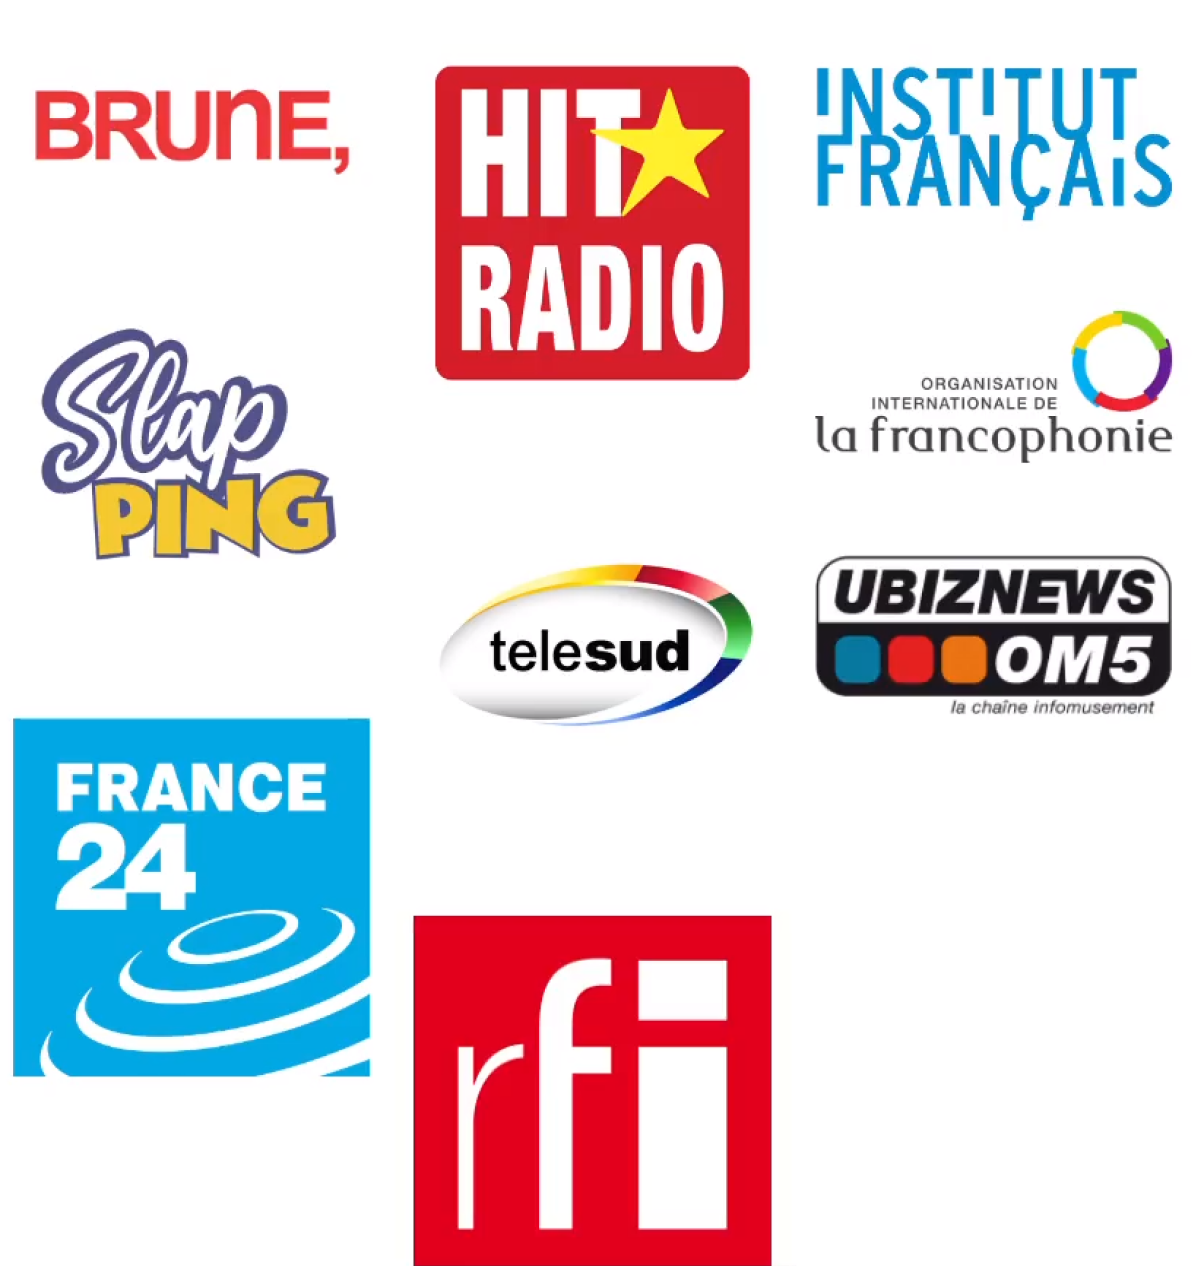 BRUnE,
HIT
RADIO
INSTITUT
FRANÇAiS
Slap
PING
ORGANISATION
INTERNATIONALE DE
la francophonie
telesud
UBIZNEWS
OM5
la chaîne infomusement
FRANCE
24
rfi